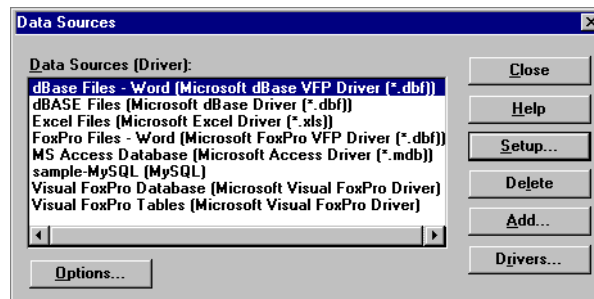 Data Sources
Data Sources (Driver):
dBase Files - Word (Microsoft dBase VFP Driver (*.dbf))
dBASE Files (Microsoft dBase Driver (*.dbf))
Excel Files (Microsoft Excel Driver (*.xls))
FoxPro Files - Word (Microsoft FoxPro VFP Driver (*.dbf))
MS Access Database (Microsoft Access Driver (*.mdb))
sample-MySQL (MySQL)
Visual FoxPro Database (Microsoft Visual FoxPro Driver)
Visual FoxPro Tables (Microsoft Visual FoxPro Driver)
Options...
Close
Help
Setup...
Delete
Add...
Drivers...